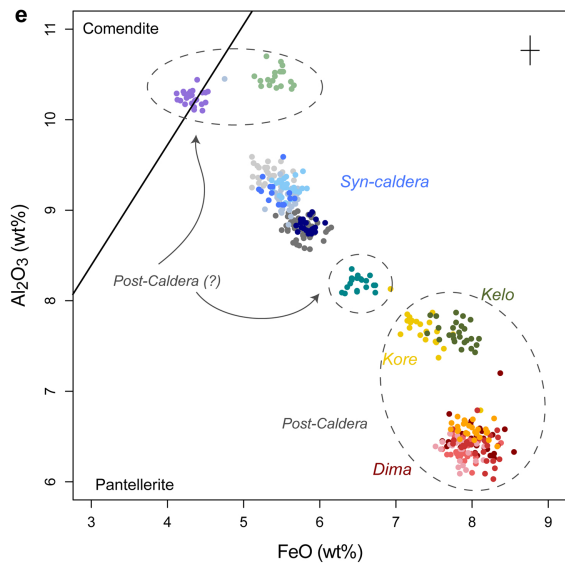 e
Comendite
11
10
9
8
7
6
Al₂O₃ (wt%)
Syn-caldera
Post-Caldera (?)
Kelo
Kore
Post-Caldera
Dima
Pantellerite
3 4 5 6 7 8 9
FeO (wt%)